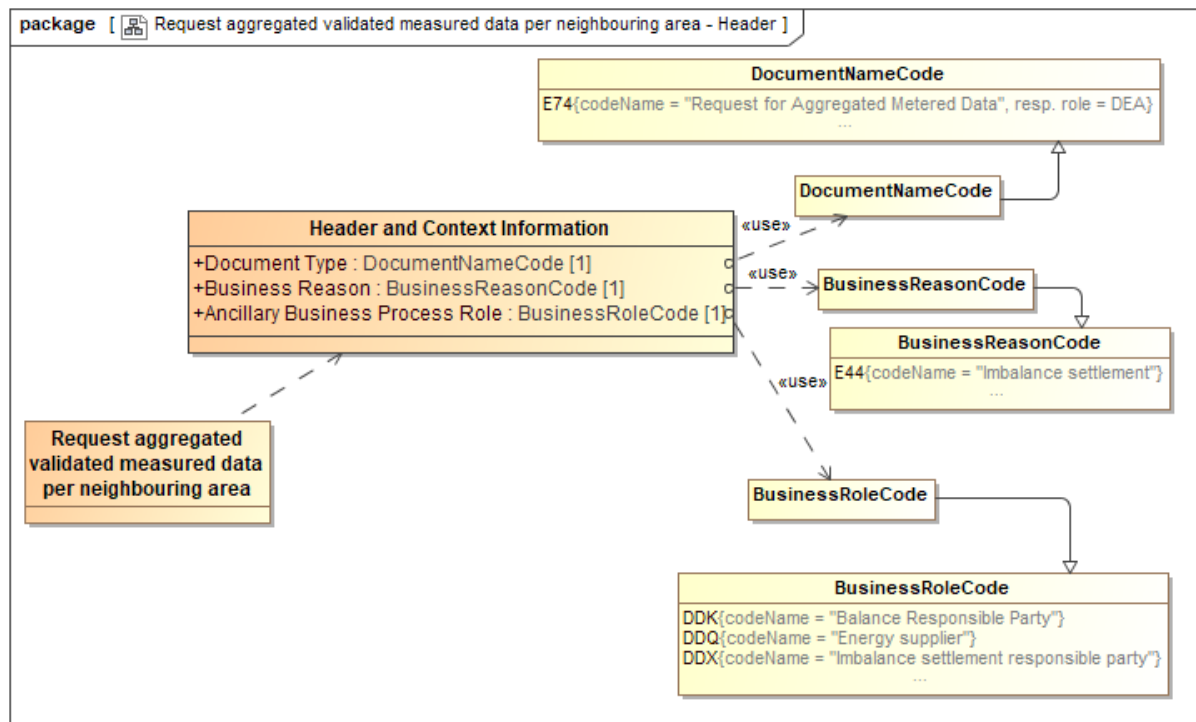 package [ Request aggregated validated measured data per neighbouring area - Header ]
DocumentNameCode
E74{codeName = "Request for Aggregated Metered Data", resp. role = DEA}
...
DocumentNameCode
«use»
Header and Context Information
+Document Type : DocumentNameCode [1]
+Business Reason : BusinessReasonCode [1]
+Ancillary Business Process Role : BusinessRoleCode [1]
«use»
BusinessReasonCode
BusinessReasonCode
E44{codeName = "Imbalance settlement"}
...
«use»
Request aggregated
validated measured data
per neighbouring area
BusinessRoleCode
BusinessRoleCode
DDK{codeName = "Balance Responsible Party"}
DDQ{codeName = "Energy supplier"}
DDX{codeName = "Imbalance settlement responsible party"}
...